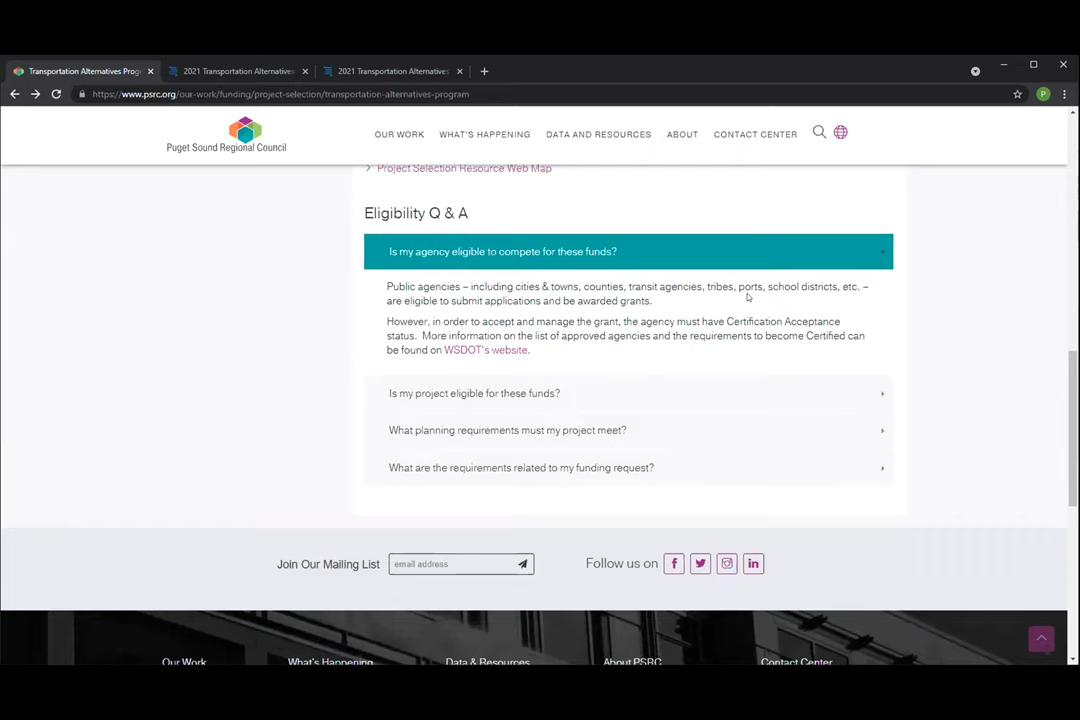 Transportation Alternatives Prog
2021 Transportation Alternatives
2021 Transportation Alternatives
https://www.psrc.org/our-work/funding/project-selection/transportation-alternatives-program
P
Puget Sound Regional Council
OUR WORK
WHAT'S HAPPENING
DATA AND RESOURCES
ABOUT
CONTACT CENTER
Project Selection Resource Web Map
Eligibility Q & A
Is my agency eligible to compete for these funds?
Public agencies – including cities & towns, counties, transit agencies, tribes, ports, school districts, etc. –
are eligible to submit applications and be awarded grants.
However, in order to accept and manage the grant, the agency must have Certification Acceptance
status. More information on the list of approved agencies and the requirements to become Certified can
be found on WSDOT's website.
Is my project eligible for these funds?
What planning requirements must my project meet?
What are the requirements related to my funding request?
Join Our Mailing List
email address
Follow us on
Our Work
What's Happening
Data & Resources
About PSRC
Contact Center